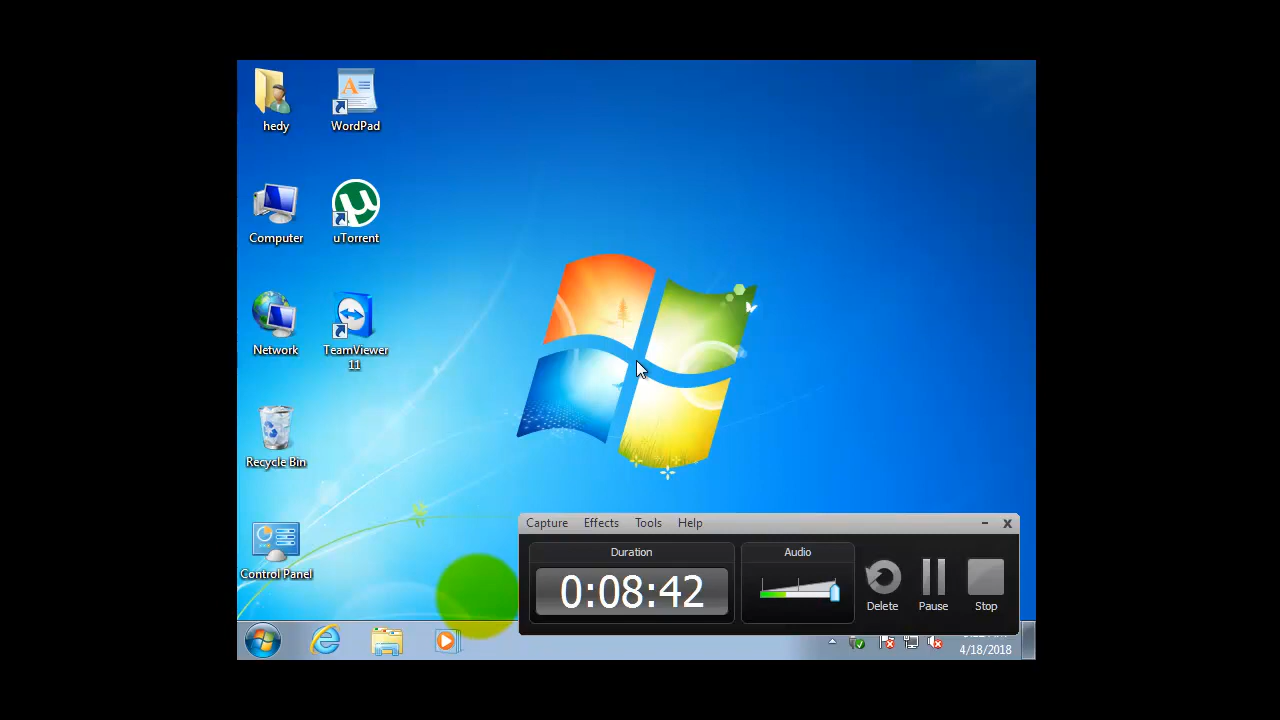 hedy
WordPad
Computer
uTorrent
Network
TeamViewer
11
Recycle Bin
Control Panel
Capture Effects Tools Help
Duration
Audio
0:08:42
Delete
Pause
Stop
4/18/2018